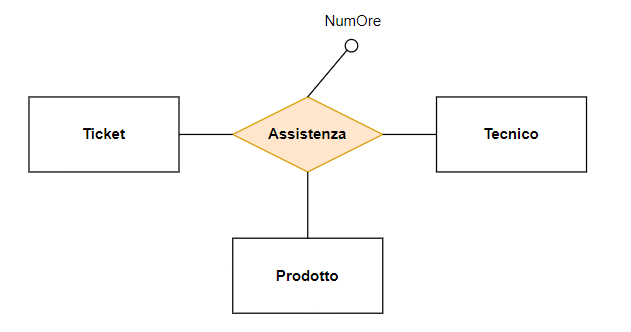 NumOre
Ticket
Assistenza
Tecnico
Prodotto